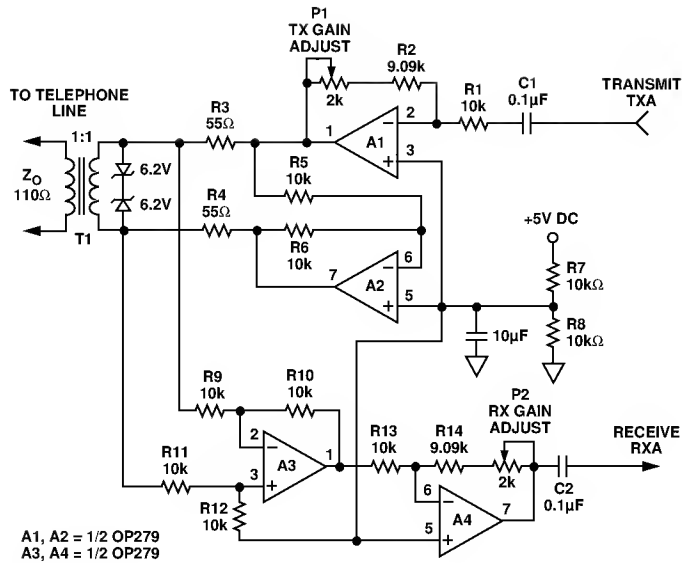 P1
TX GAIN
ADJUST
2k
R2
9.09k
R1
10k
C1
0.1µF
TRANSMIT
TXA
TO TELEPHONE
LINE
1:1
ZO
110Ω
T1
6.2V
6.2V
R3
55Ω
1
2
3
A1
R5
10k
R4
55Ω
R6
10k
7
6
5
A2
+5V DC
R7
10kΩ
R8
10kΩ
10µF
R9
10k
R10
10k
R11
10k
R12
10k
2
3
1
A3
R13
10k
R14
9.09k
P2
RX GAIN
ADJUST
2k
6
5
7
A4
C2
0.1µF
RECEIVE
RXA
A1, A2 = 1/2 OP279
A3, A4 = 1/2 OP279